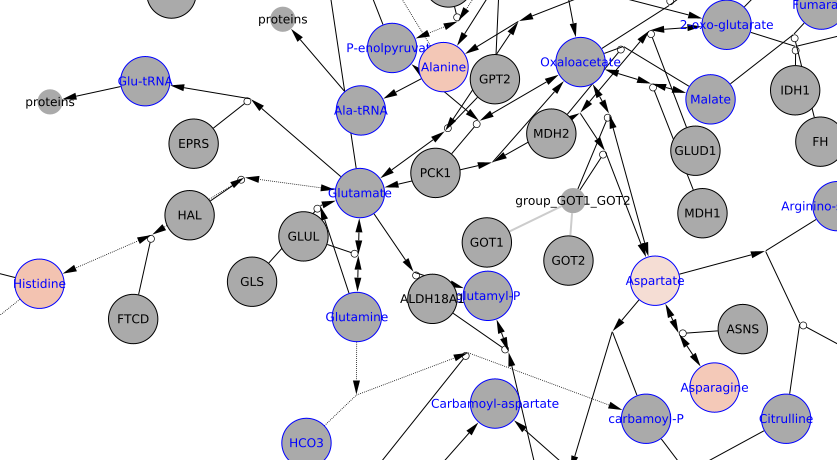 Fumara
proteins
2-oxo-glutarate
P-enolpyruvat
Alanine
Oxaloacetate
GPT2
Glu-tRNA
IDH1
proteins
Malate
Ala-tRNA
MDH2
EPRS
FH
GLUD1
PCK1
Glutamate
group_GOT1_GOT2
Arginino-
HAL
MDH1
GLUL
GOT1
GOT2
Histidine
GLS
Aspartate
ALDH18A1
glutamyl-P
FTCD
Glutamine
ASNS
Asparagine
Carbamoyl-aspartate
carbamoyl-P
Citrulline
HCO3